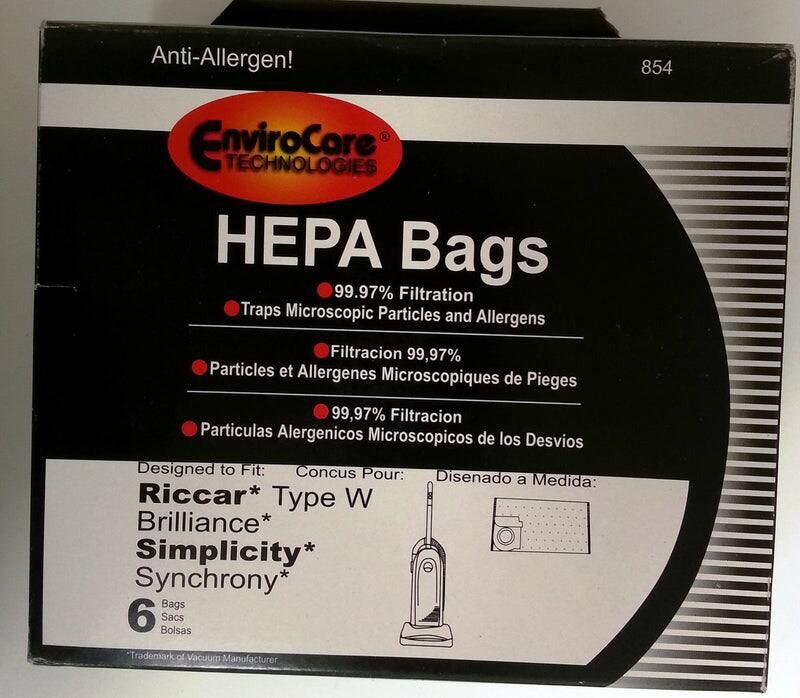 Anti-Allergen!
854
EnviroCare®
TECHNOLOGIES
HEPA Bags
99.97% Filtration
Traps Microscopic Particles and Allergens
Filtracion 99,97%
Particles et Allergenes Microscopiques de Pieges
99,97% Filtracion
Particulas Alergenicos Microscopicos de los Desvios
Designed to Fit: Concus Pour: Disenado a Medida:
Riccar* Type W
Brilliance*
Simplicity*
Synchrony*
6 Bags
Sacs
Bolsas
*Trademark of Vacuum Manufacturer